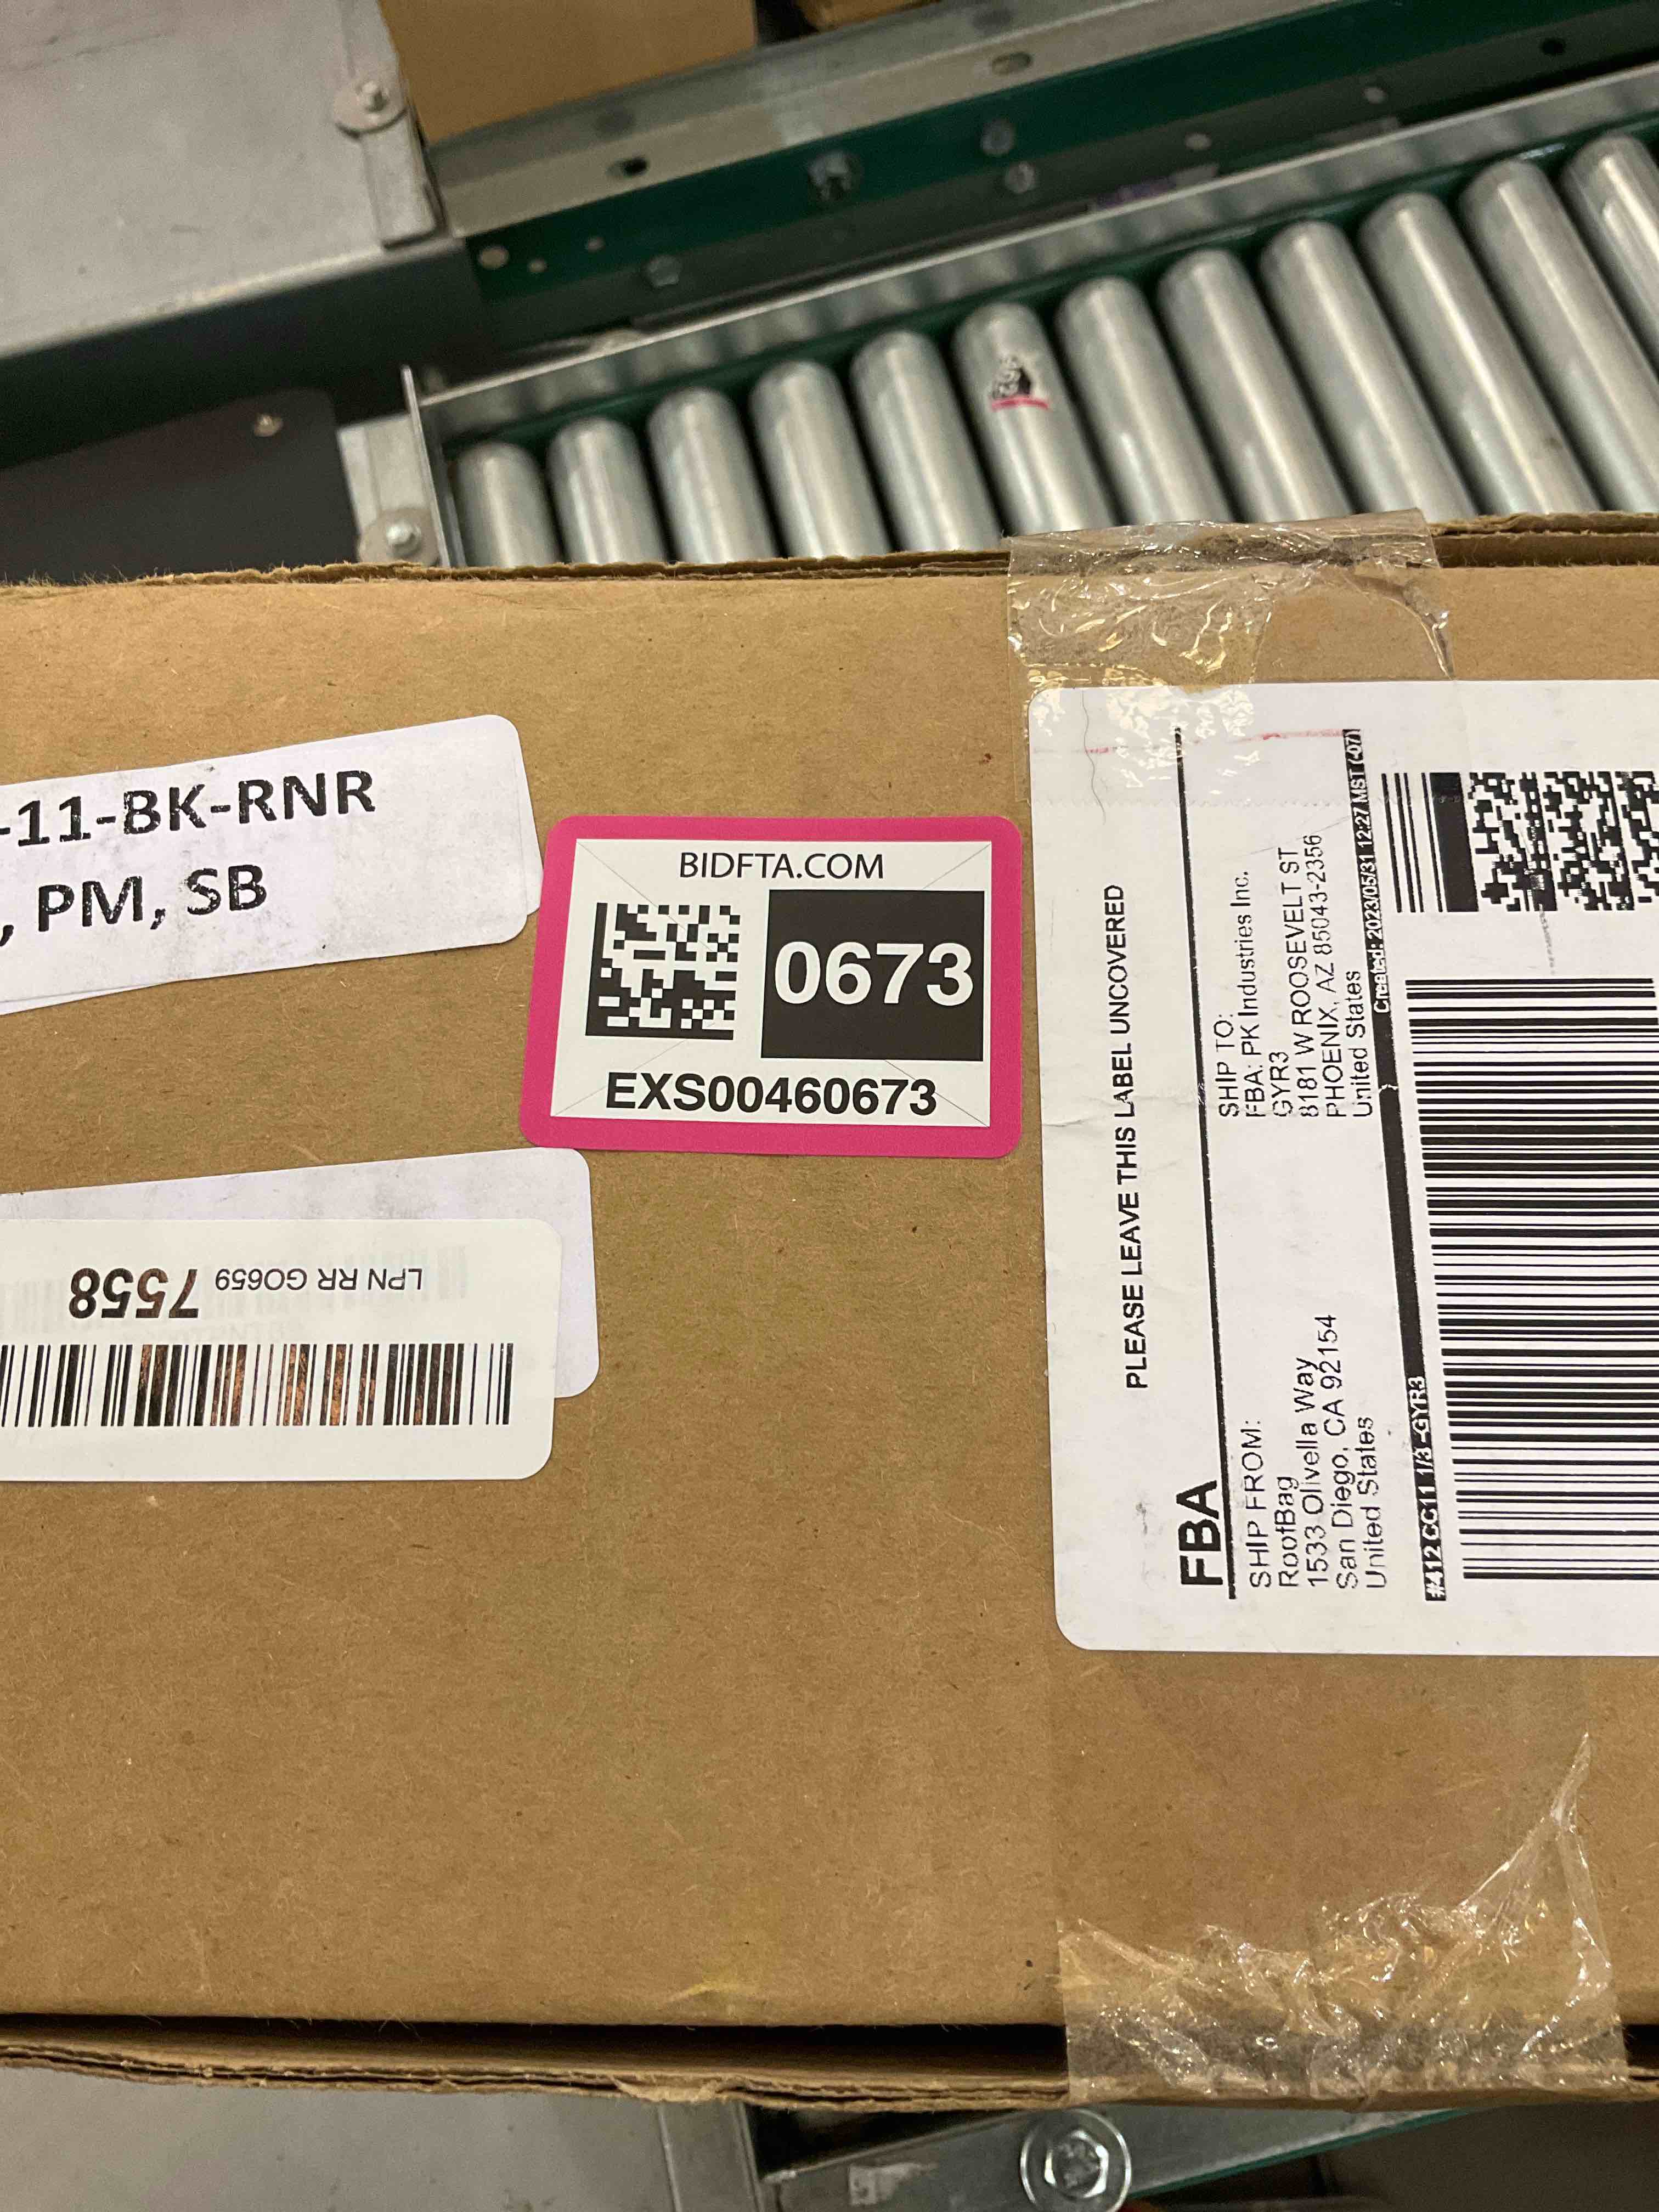 -11-BK-RNR
, PM, SB
BIDFTA.COM
0673
EXS00460673
LPN RR GO659 7558
PLEASE LEAVE THIS LABEL UNCOVERED
FBA
SHIP FROM:
RoofBag
1533 Olivella Way
San Diego, CA 92154
United States
SHIP TO:
FBA: PK Industries Inc.
GYR3
8181 W ROOSEVELT ST
PHOENIX, AZ 85043-2356
United States
Created: 2023/05/31 12:27 MST (-07)
#412 CG11 1/3 -GYR3